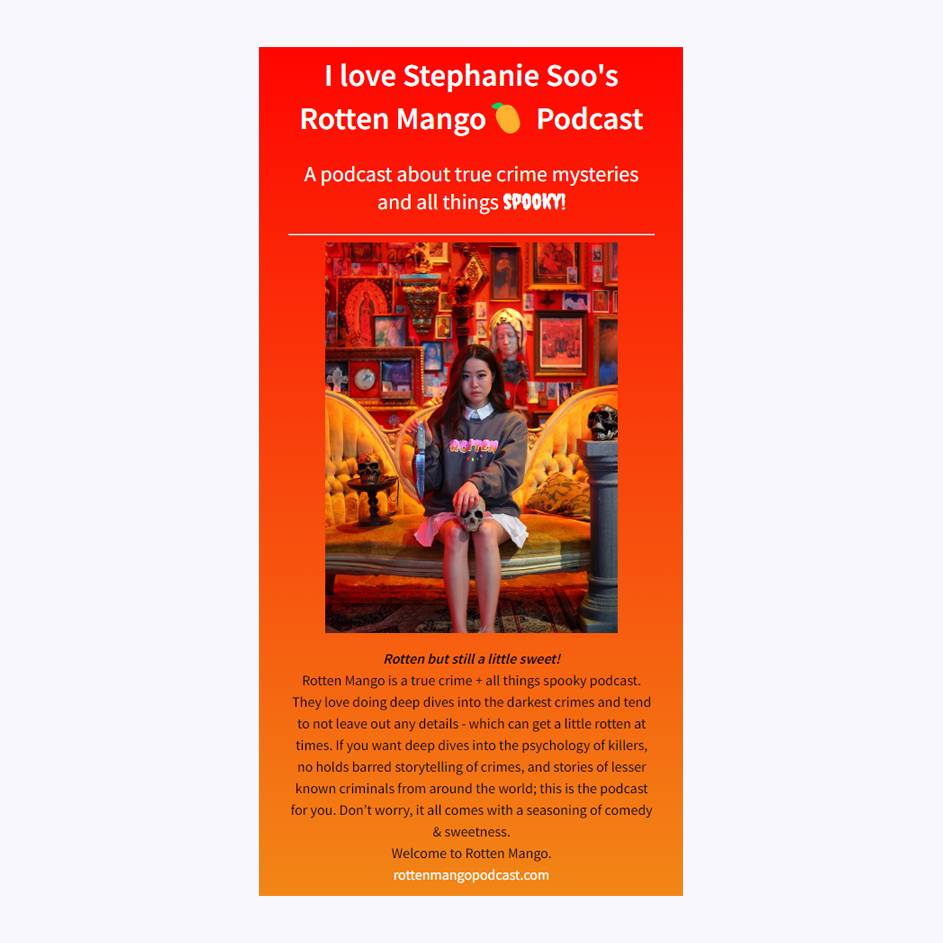 I love Stephanie Soo's
Rotten Mango🥭 Podcast
A podcast about true crime mysteries
and all things SPOOKY!
ROTTEN
Rotten but still a little sweet!
Rotten Mango is a true crime + all things spooky podcast.
They love doing deep dives into the darkest crimes and tend
to not leave out any details - which can get a little rotten at
times. If you want deep dives into the psychology of killers,
no holds barred storytelling of crimes, and stories of lesser
known criminals from around the world; this is the podcast
for you. Don’t worry, it all comes with a seasoning of comedy
& sweetness.
Welcome to Rotten Mango.
rottenmangopodcast.com